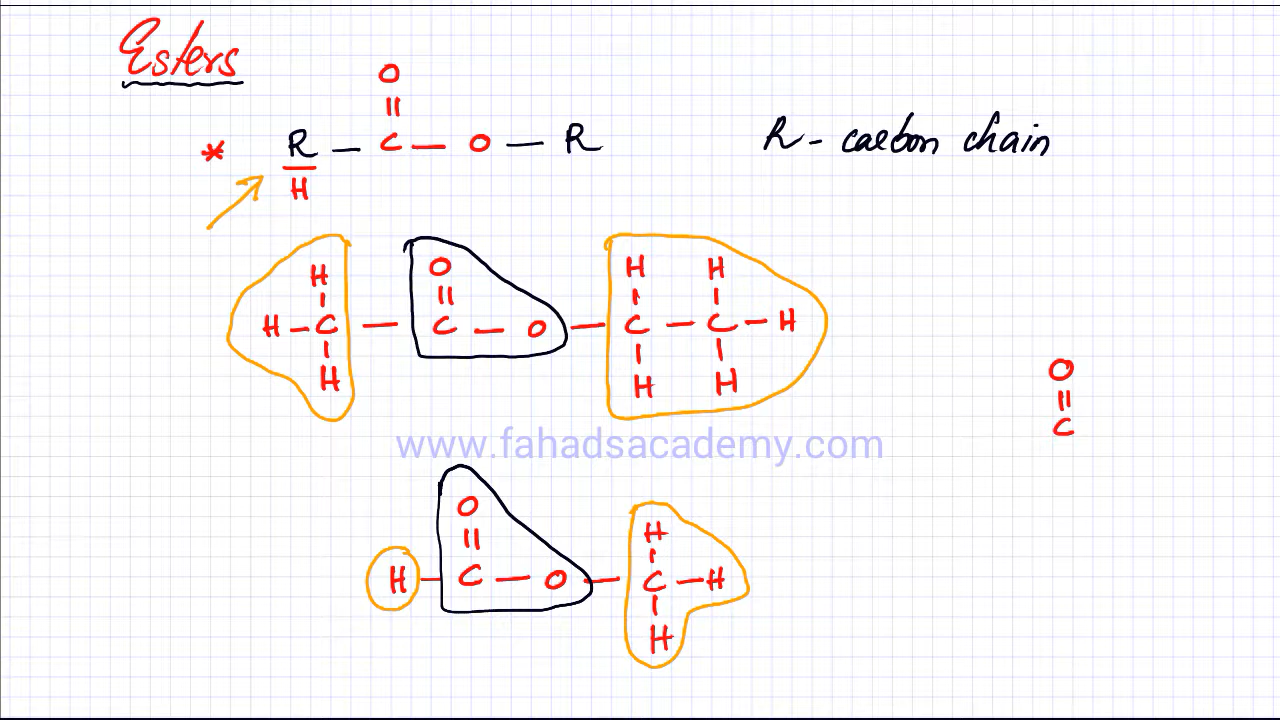 Esters
O
||
* R — C — O — R
H
R - carbon chain
H H H
O
||
H — C — C — O — C — C — H
H H H
O
||
C
www.fahadsacademy.com
O
||
H
H — C — O — C — H
H